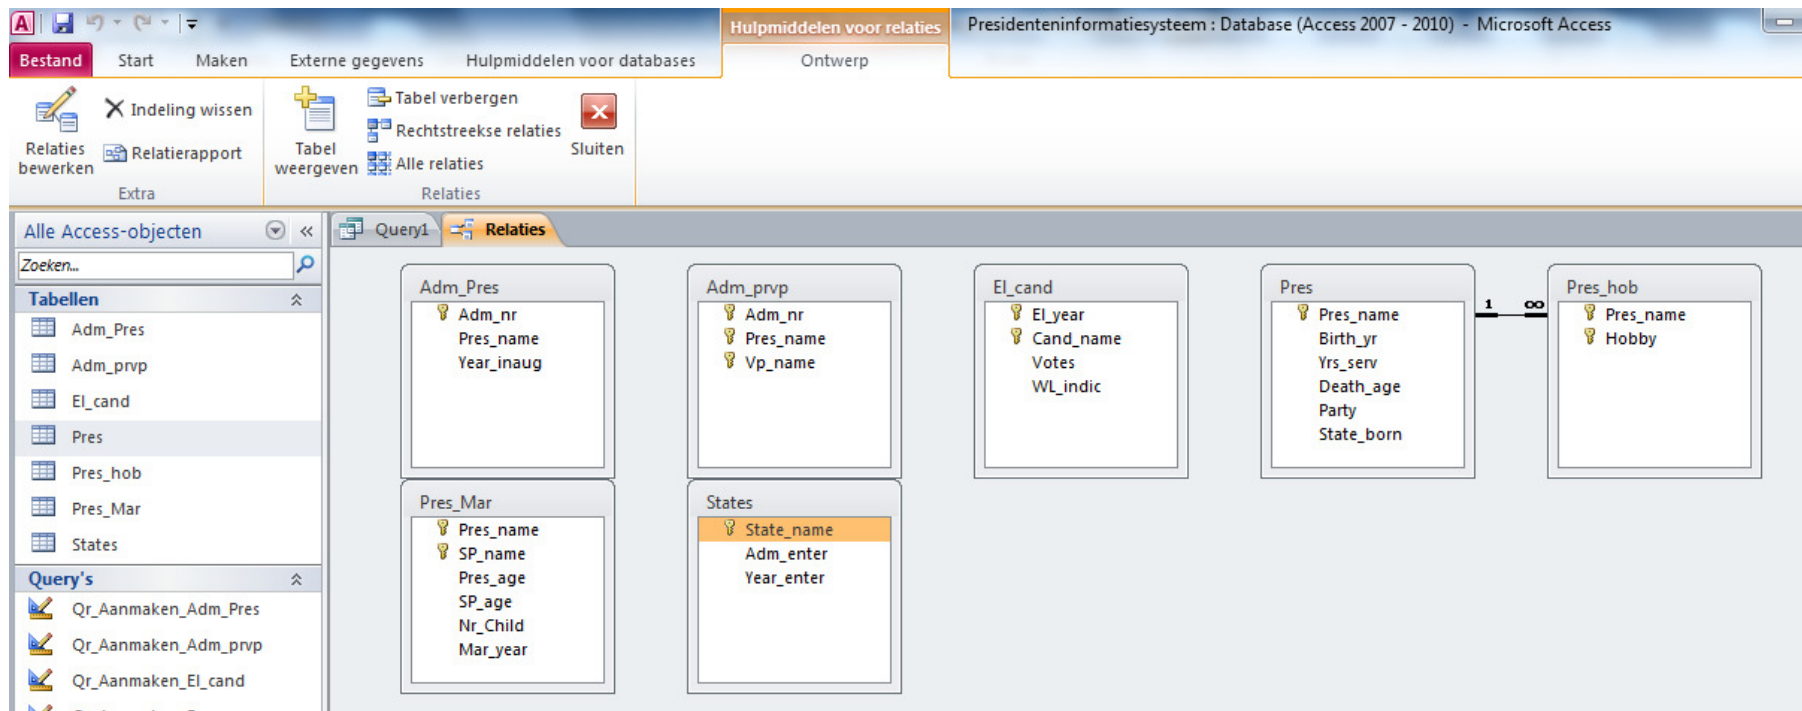 Hulpmiddelen voor relaties
Presidenteninformatiesysteem : Database (Access 2007 - 2010) - Microsoft Access
Bestand Start Maken Externe gegevens Hulpmiddelen voor databases Ontwerp
Relaties bewerken
Indeling wissen
Relatierapport
Extra
Tabel weergeven
Tabel verbergen
Rechtstreekse relaties
Alle relaties
Sluiten
Relaties
Alle Access-objecten
Zoeken...
Tabellen
Adm_Pres
Adm_prvp
El_cand
Pres
Pres_hob
Pres_Mar
States
Query's
Qr_Aanmaken_Adm_Pres
Qr_Aanmaken_Adm_prvp
Qr_Aanmaken_El_cand
Query1 Relaties
Adm_Pres
Adm_nr
Pres_name
Year_inaug
Adm_prvp
Adm_nr
Pres_name
Vp_name
El_cand
El_year
Cand_name
Votes
WL_indic
Pres
Pres_name
Birth_yr
Yrs_serv
Death_age
Party
State_born
1 ∞
Pres_hob
Pres_name
Hobby
Pres_Mar
Pres_name
SP_name
Pres_age
SP_age
Nr_Child
Mar_year
States
State_name
Adm_enter
Year_enter